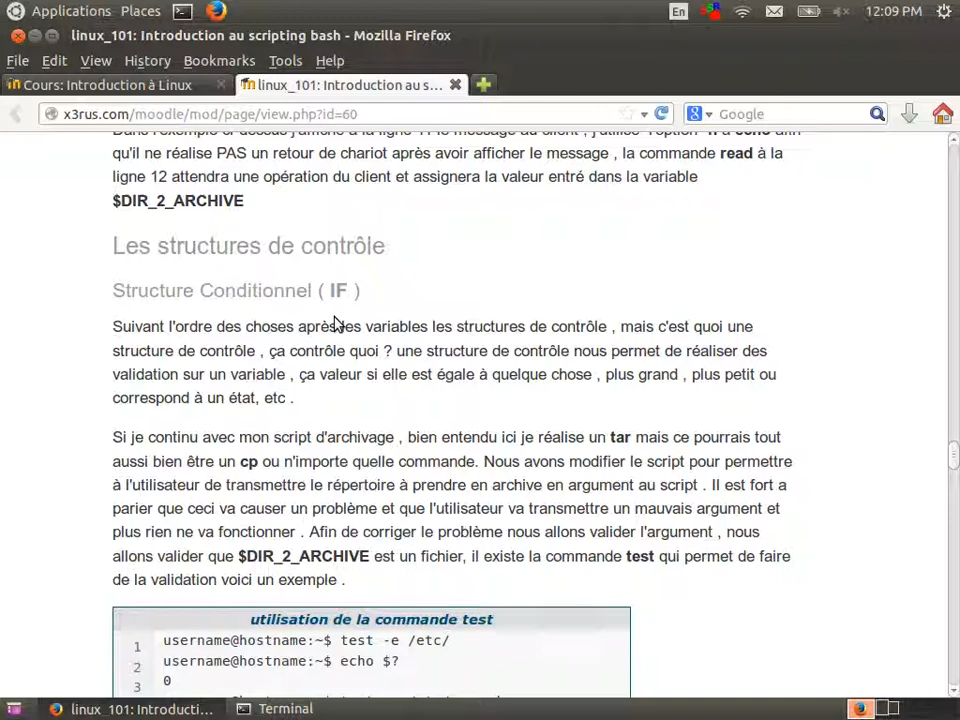 Applications Places En 12:09 PM
linux_101: Introduction au scripting bash - Mozilla Firefox
File Edit View History Bookmarks Tools Help
Cours: Introduction à Linux linux_101: Introduction au s...
x3rus.com/moodle/mod/page/view.php?id=60 Google
qu'il ne réalise PAS un retour de chariot après avoir afficher le message , la commande read à la
ligne 12 attendra une opération du client et assignera la valeur entré dans la variable
$DIR_2_ARCHIVE
Les structures de contrôle
Structure Conditionnel ( IF )
Suivant l'ordre des choses après les variables les structures de contrôle , mais c'est quoi une
structure de contrôle , ça contrôle quoi ? une structure de contrôle nous permet de réaliser des
validation sur un variable , ça valeur si elle est égale à quelque chose , plus grand , plus petit ou
correspond à un état, etc .
Si je continu avec mon script d'archivage , bien entendu ici je réalise un tar mais ce pourrais tout
aussi bien être un cp ou n'importe quelle commande. Nous avons modifier le script pour permettre
à l'utilisateur de transmettre le répertoire à prendre en archive en argument au script . Il est fort a
parier que ceci va causer un problème et que l'utilisateur va transmettre un mauvais argument et
plus rien ne va fonctionner . Afin de corriger le problème nous allons valider l'argument , nous
allons valider que $DIR_2_ARCHIVE est un fichier, il existe la commande test qui permet de faire
de la validation voici un exemple .
utilisation de la commande test
1 username@hostname:~$ test -e /etc/
2 username@hostname:~$ echo $?
3 0
linux_101: Introducti... Terminal